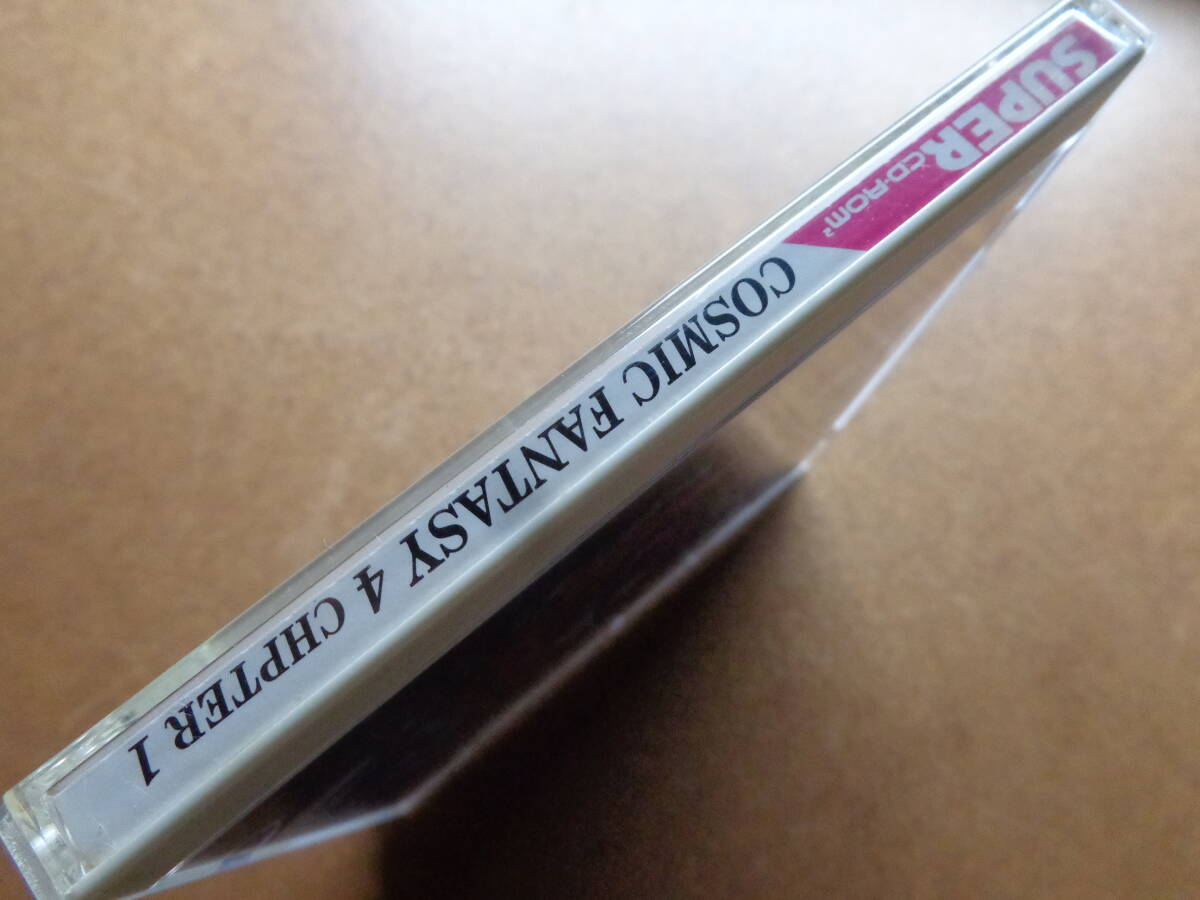 SUPER
CD-ROM²
COSMIC FANTASY 4 CHPTER 1